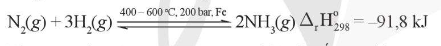 N₂(g) + 3H₂(g) 400 – 600 °C, 200 bar, Fe ⇌ 2NH₃(g) ΔᵣH°₂₉₈ = –91,8 kJ